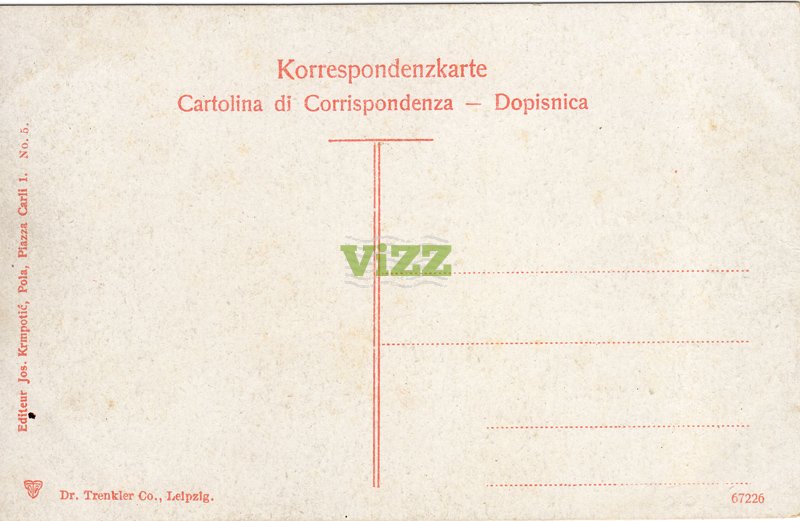 Korrespondenzkarte
Cartolina di Corrispondenza — Dopisnica
Editeur Jos. Krmpotić, Pola, Piazza Carli 1. No. 5.
ViZZ
Dr. Trenkler Co., Leipzig.
67226